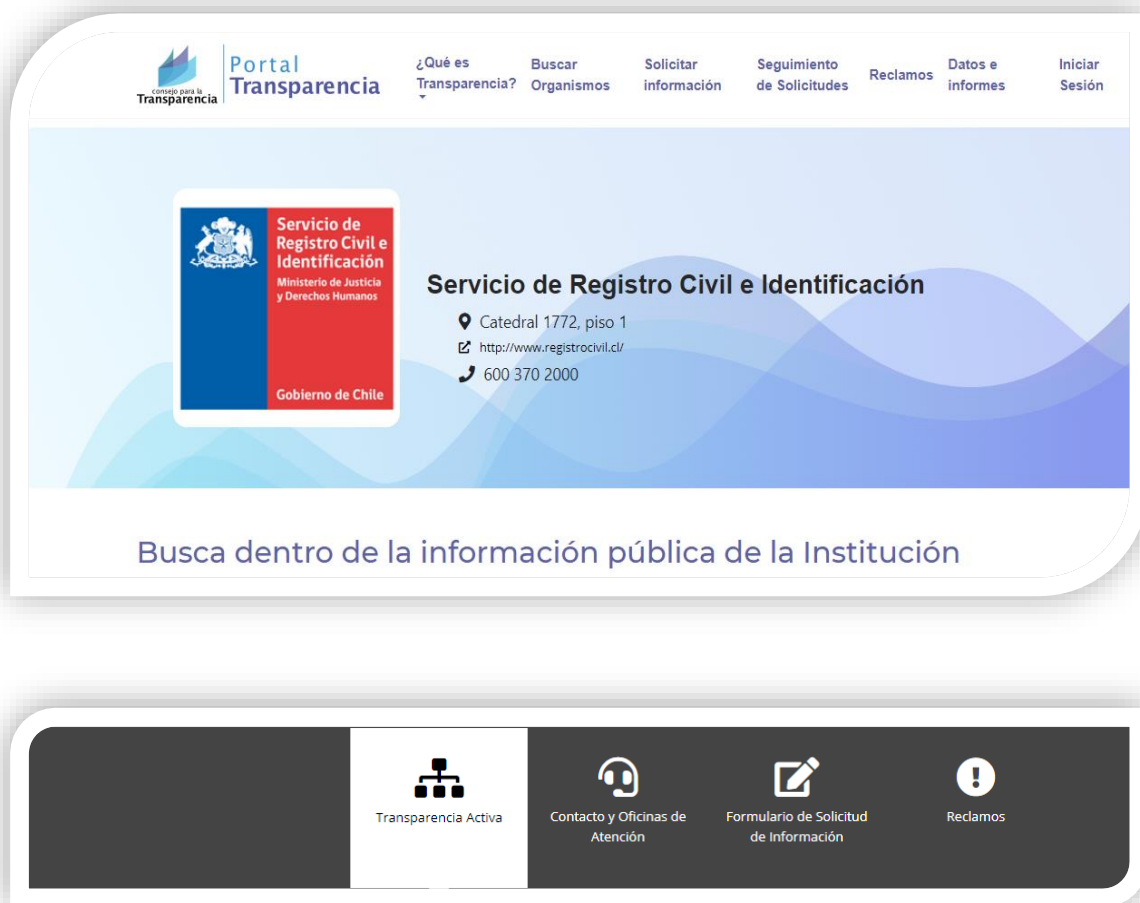 consejo para la
Transparencia
Portal
Transparencia
¿Qué es
Transparencia?
Buscar
Organismos
Solicitar
información
Seguimiento
de Solicitudes
Reclamos
Datos e
informes
Iniciar
Sesión
Servicio de
Registro Civil e
Identificación
Ministerio de Justicia
y Derechos Humanos
Gobierno de Chile
Servicio de Registro Civil e Identificación
Catedral 1772, piso 1
http://www.registrocivil.cl/
600 370 2000
Busca dentro de la información pública de la Institución
Transparencia Activa
Contacto y Oficinas de
Atención
Formulario de Solicitud
de Información
Reclamos